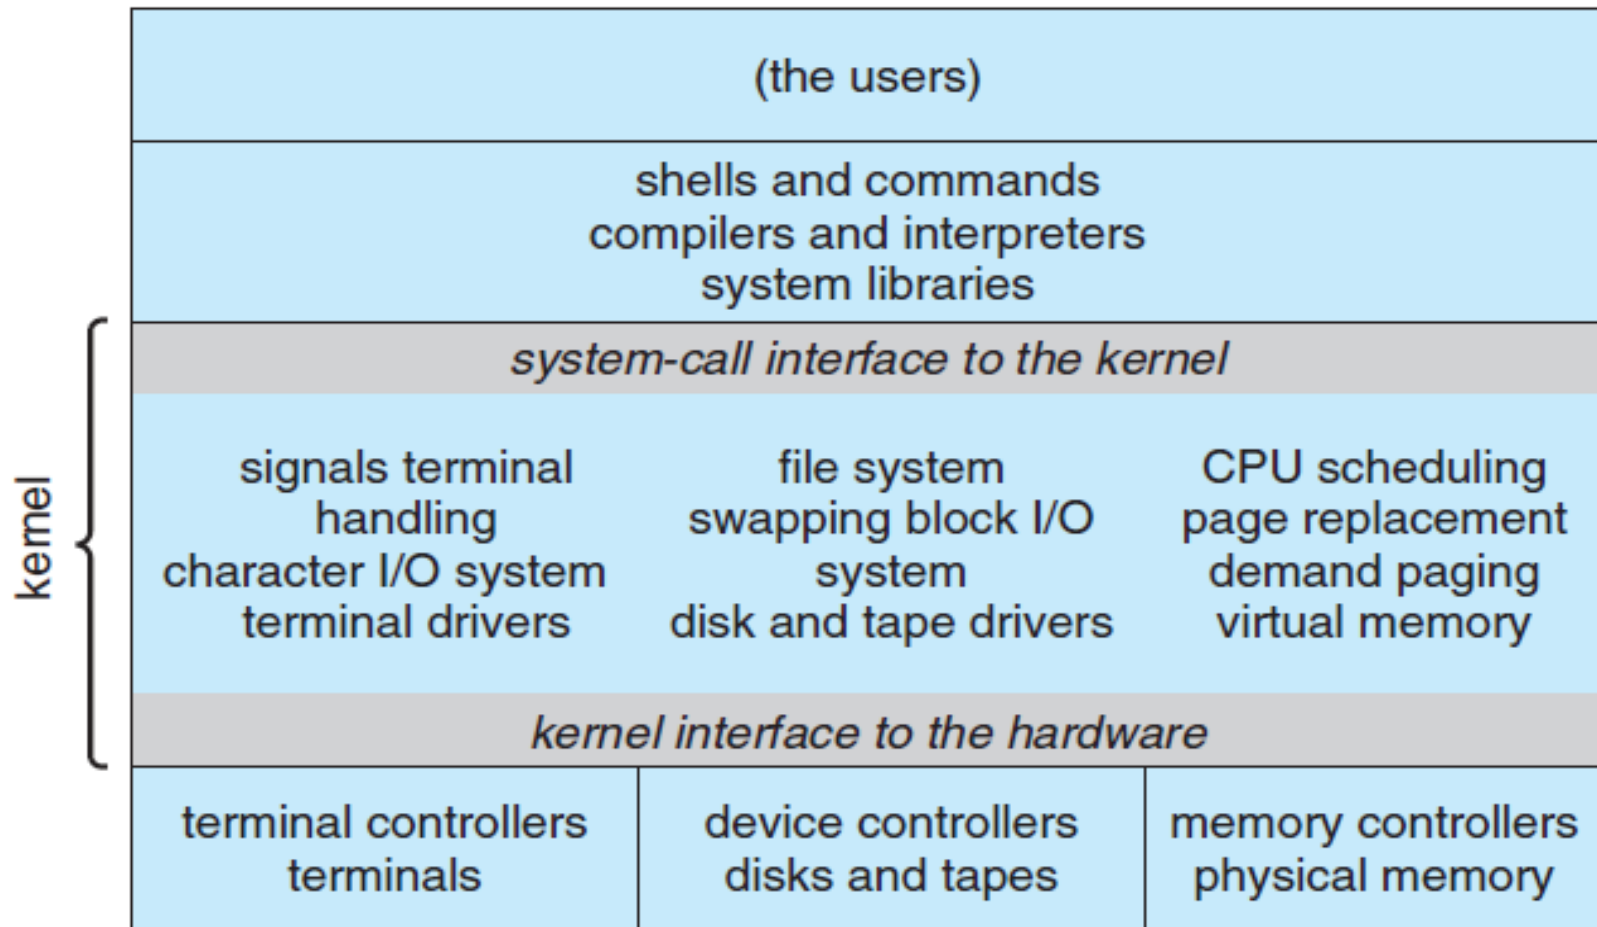 (the users)
shells and commands
compilers and interpreters
system libraries
system-call interface to the kernel
kernel
signals terminal
handling
character I/O system
terminal drivers
file system
swapping block I/O
system
disk and tape drivers
CPU scheduling
page replacement
demand paging
virtual memory
kernel interface to the hardware
terminal controllers
terminals
device controllers
disks and tapes
memory controllers
physical memory